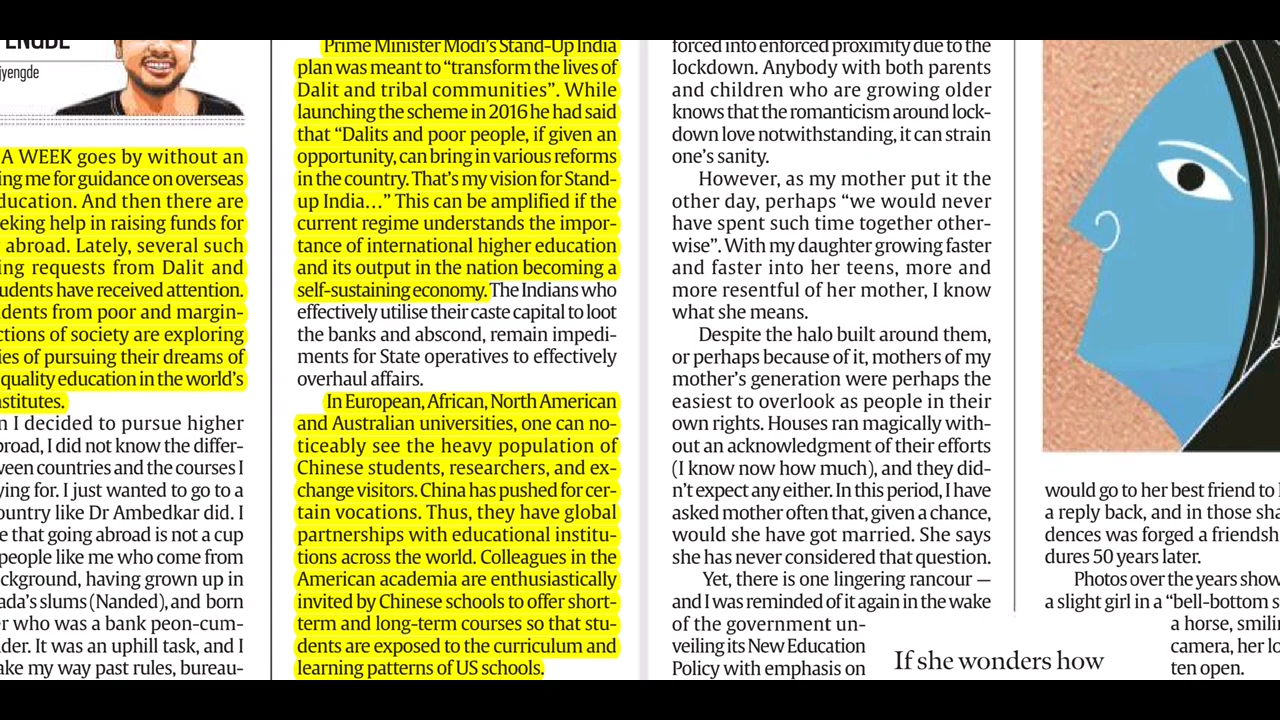 jyengde
A WEEK goes by without an
me for guidance on overseas
And then there are
help in raising funds for
abroad. Lately, several such
requests from Dalit and
have received attention.
from poor and margin-
of society are exploring
of pursuing their dreams of
quality education in the world's
I decided to pursue higher
I did not know the differ-
countries and the courses I
for. I just wanted to go to a
like Dr Ambedkar did. I
that going abroad is not a cup
people like me who come from
having grown up in
slums (Nanded), and born
who was a bank peon-cum-
It was an uphill task, and I
my way past rules, bureau-
Prime Minister Modi's Stand-Up India
plan was meant to “transform the lives of
Dalit and tribal communities”. While
launching the scheme in 2016 he had said
that “Dalits and poor people, if given an
opportunity, can bring in various reforms
in the country. That's my vision for Stand-
up India...” This can be amplified if the
current regime understands the impor-
tance of international higher education
and its output in the nation becoming a
self-sustaining economy. The Indians who
effectively utilise their caste capital to loot
the banks and abscond, remain impedi-
ments for State operatives to effectively
overhaul affairs.
In European, African, North American
and Australian universities, one can no-
ticeably see the heavy population of
Chinese students, researchers, and ex-
change visitors. China has pushed for cer-
tain vocations. Thus, they have global
partnerships with educational institu-
tions across the world. Colleagues in the
American academia are enthusiastically
invited by Chinese schools to offer short-
term and long-term courses so that stu-
dents are exposed to the curriculum and
learning patterns of US schools.
forced into enforced proximity due to the
lockdown. Anybody with both parents
and children who are growing older
knows that the romanticism around lock-
down love notwithstanding, it can strain
one's sanity.
However, as my mother put it the
other day, perhaps “we would never
have spent such time together other-
wise”. With my daughter growing faster
and faster into her teens, more and
more resentful of her mother, I know
what she means.
Despite the halo built around them,
or perhaps because of it, mothers of my
mother's generation were perhaps the
easiest to overlook as people in their
own rights. Houses ran magically with-
out an acknowledgment of their efforts
(I know now how much), and they did-
n't expect any either. In this period, I have
asked mother often that, given a chance,
would she have got married. She says
she has never considered that question.
Yet, there is one lingering rancour —
and I was reminded of it again in the wake
of the government un-
veiling its New Education
Policy with emphasis on
If she wonders how
would go to her best friend to
a reply back, and in those
dences was forged a
dures 50 years later.
Photos over the years show
a slight girl in a “bell-bottom
a horse,
camera, her
ten open.